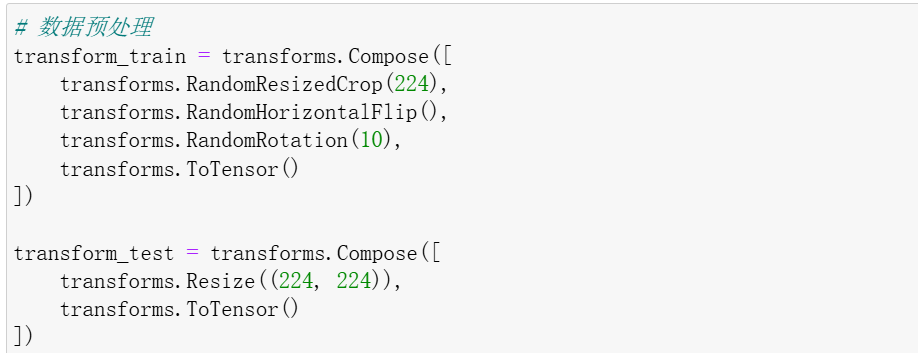 # 数据预处理
transform_train = transforms.Compose([
    transforms.RandomResizedCrop(224),
    transforms.RandomHorizontalFlip(),
    transforms.RandomRotation(10),
    transforms.ToTensor()
])

transform_test = transforms.Compose([
    transforms.Resize((224, 224)),
    transforms.ToTensor()
])